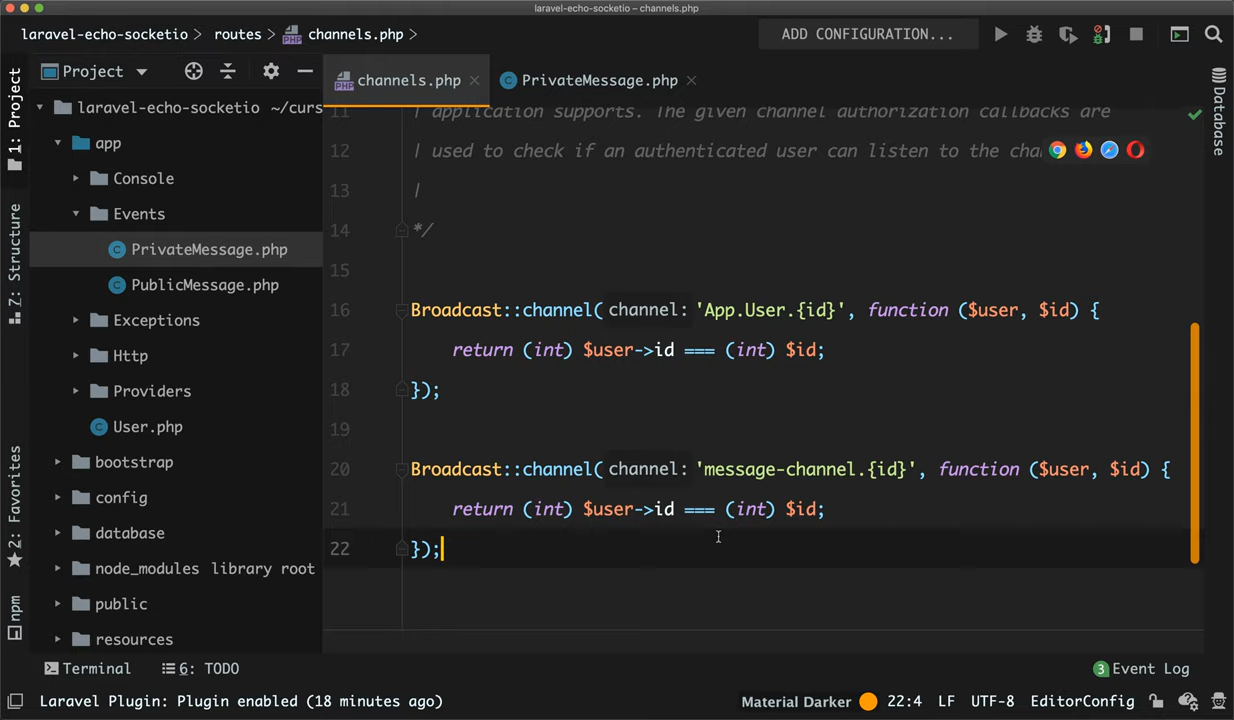 laravel-echo-socketio – channels.php
laravel-echo-socketio > routes > channels.php >
ADD CONFIGURATION...
Project
channels.php
PrivateMessage.php
1: Project
7: Structure
2: Favorites
npm
Database
laravel-echo-socketio ~/curs
app
Console
Events
PrivateMessage.php
PublicMessage.php
Exceptions
Http
Providers
User.php
bootstrap
config
database
node_modules library root
public
resources
11 | application supports. The given channel authorization callbacks are
12 | used to check if an authenticated user can listen to the cha
13 |
14 */
15
16 Broadcast::channel( channel: 'App.User.{id}', function ($user, $id) {
17 return (int) $user->id === (int) $id;
18 });
19
20 Broadcast::channel( channel: 'message-channel.{id}', function ($user, $id) {
21 return (int) $user->id === (int) $id;
22 });
Terminal
6: TODO
3 Event Log
Laravel Plugin: Plugin enabled (18 minutes ago)
Material Darker
22:4 LF UTF-8 EditorConfig